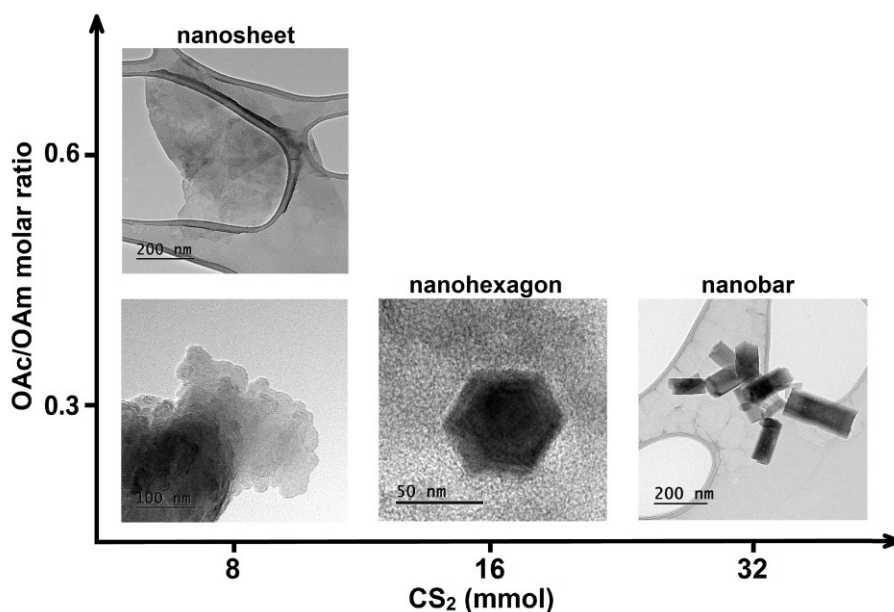 nanosheet
0.6
200 nm
nanohexagon
nanobar
OAc/OAm molar ratio
0.3
100 nm
50 nm
200 nm
8
16
32
CS₂ (mmol)